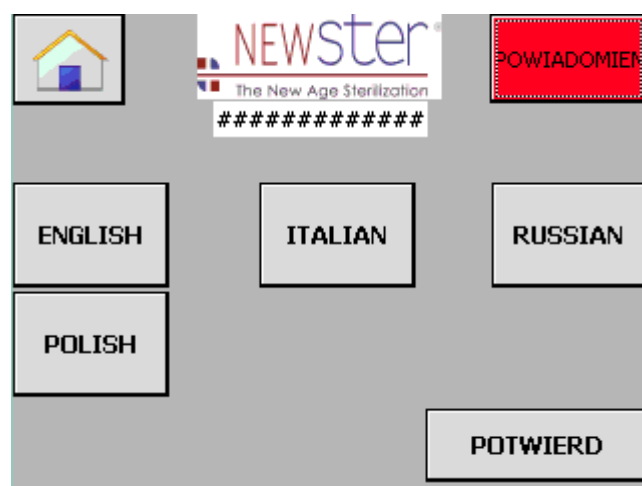 NEWSter®
POWIADOMIEN
The New Age Sterilization
#############
ENGLISH
ITALIAN
RUSSIAN
POLISH
POTWIERD